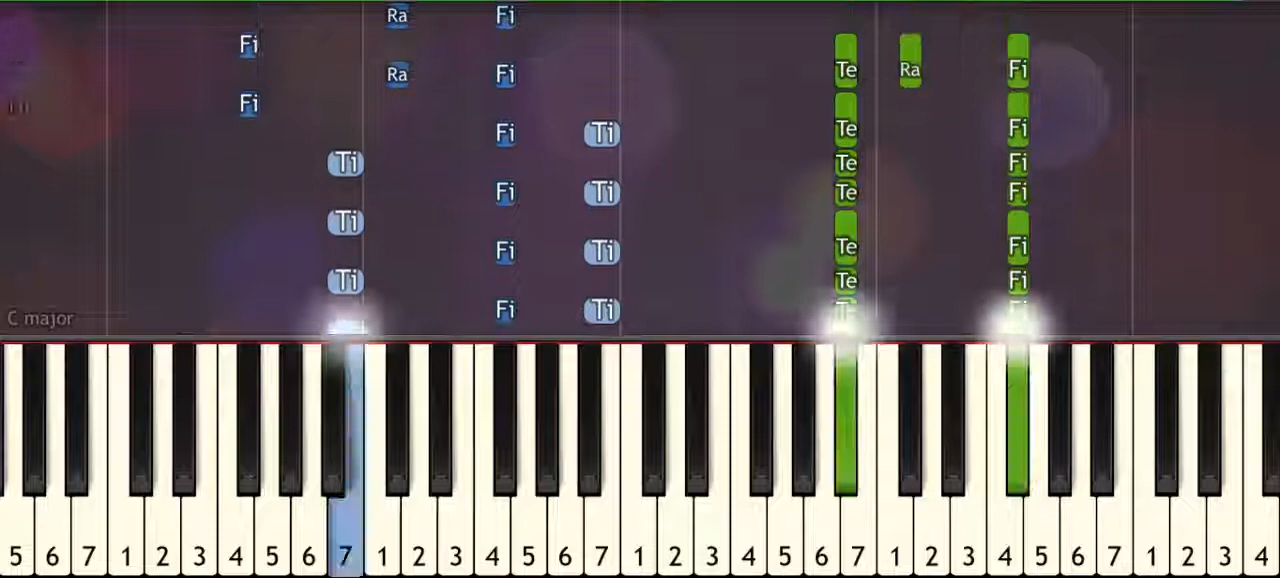 Ra Fi
Fi
Te Ra Fi
Ra Fi
Fi
Te Fi
Fi Ti
Ti Te Fi
Fi Ti Te Fi
Ti
Te Fi
Fi Ti
Ti Te Fi
Fi Ti
C major
5 6 7 1 2 3 4 5 6 7 1 2 3 4 5 6 7 1 2 3 4 5 6 7 1 2 3 4 5 6 7 1 2 3 4